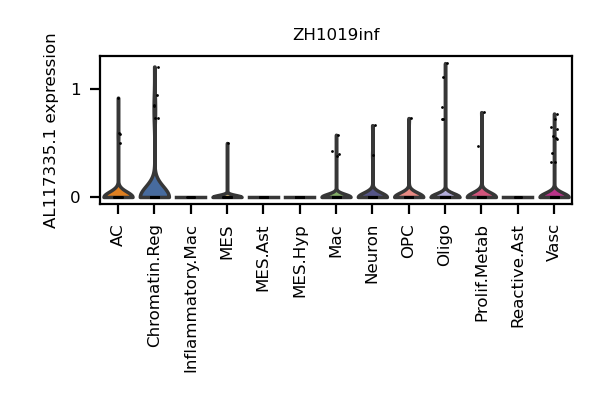 ZH1019inf
AL117335.1 expression
1
0
AC
Chromatin.Reg
Inflammatory.Mac
MES
MES.Ast
MES.Hyp
Mac
Neuron
OPC
Oligo
Prolif.Metab
Reactive.Ast
Vasc